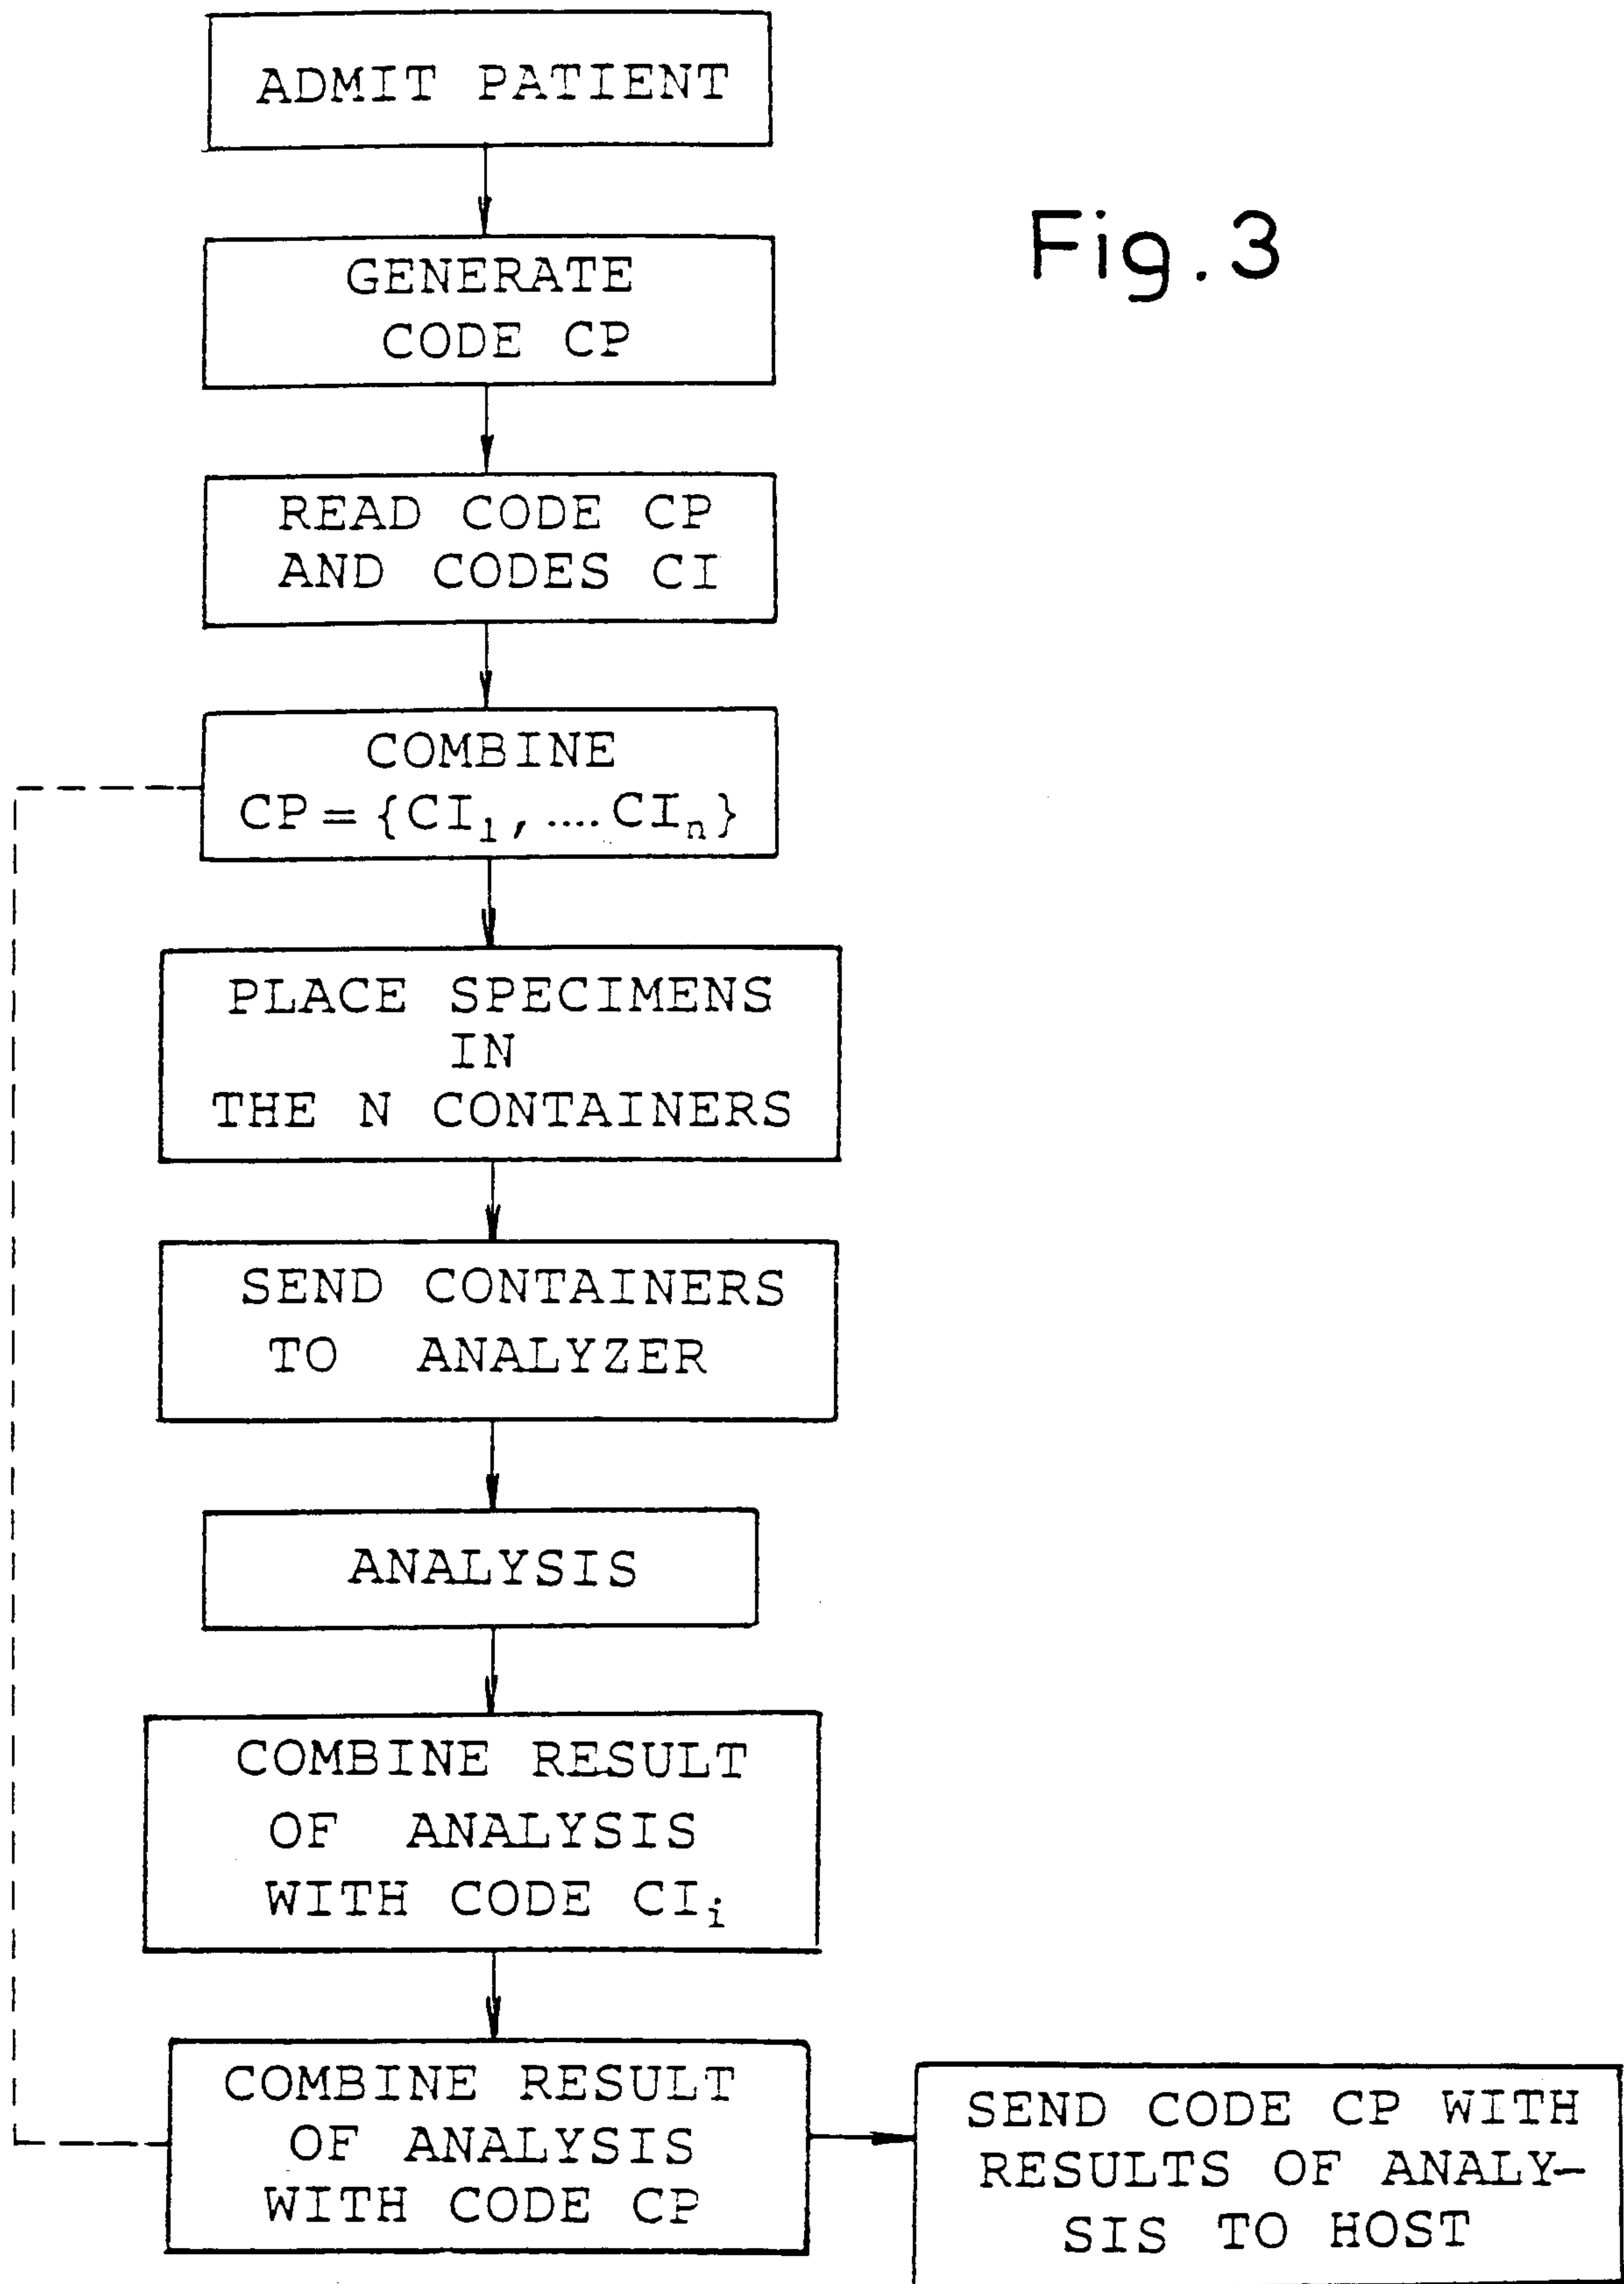 ADMIT PATIENT
Fig.3
GENERATE
CODE CP
READ CODE CP
AND CODES CI
COMBINE
CP = {CI₁, .... CIₙ}
PLACE SPECIMENS
IN
THE N CONTAINERS
SEND CONTAINERS
TO ANALYZER
ANALYSIS
COMBINE RESULT
OF ANALYSIS
WITH CODE CIᵢ
COMBINE RESULT
OF ANALYSIS
WITH CODE CP
SEND CODE CP WITH
RESULTS OF ANALY-
SIS TO HOST